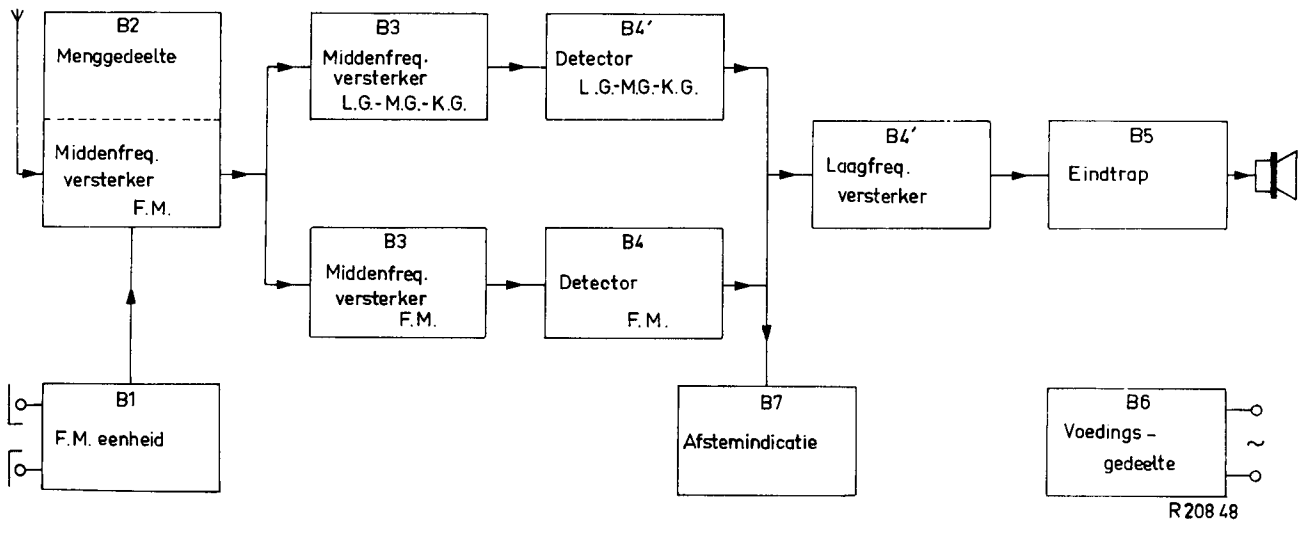 B2
Menggedeelte
Middenfreq.
versterker
F.M.
B3
Middenfreq.
versterker
L.G.-M.G.-K.G.
B4'
Detector
L.G.-M.G.-K.G.
B3
Middenfreq.
versterker
F.M.
B4
Detector
F.M.
B4'
Laagfreq.
versterker
B5
Eindtrap
B1
F.M. eenheid
B7
Afstemindicatie
B6
Voedings-
gedeelte
~
R 208 48